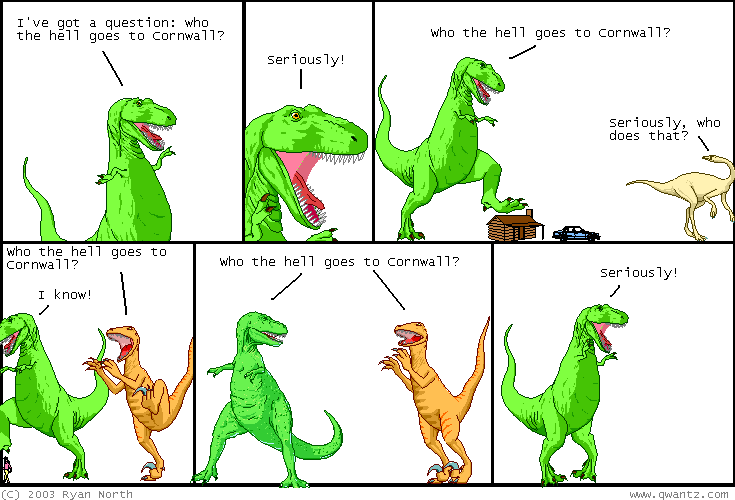 I've got a question: who
the hell goes to Cornwall?
Seriously!
Who the hell goes to Cornwall?
Seriously, who
does that?
Who the hell goes to
Cornwall?
I know!
Who the hell goes to Cornwall?
Seriously!
(C) 2003 Ryan North
www.qwantz.com